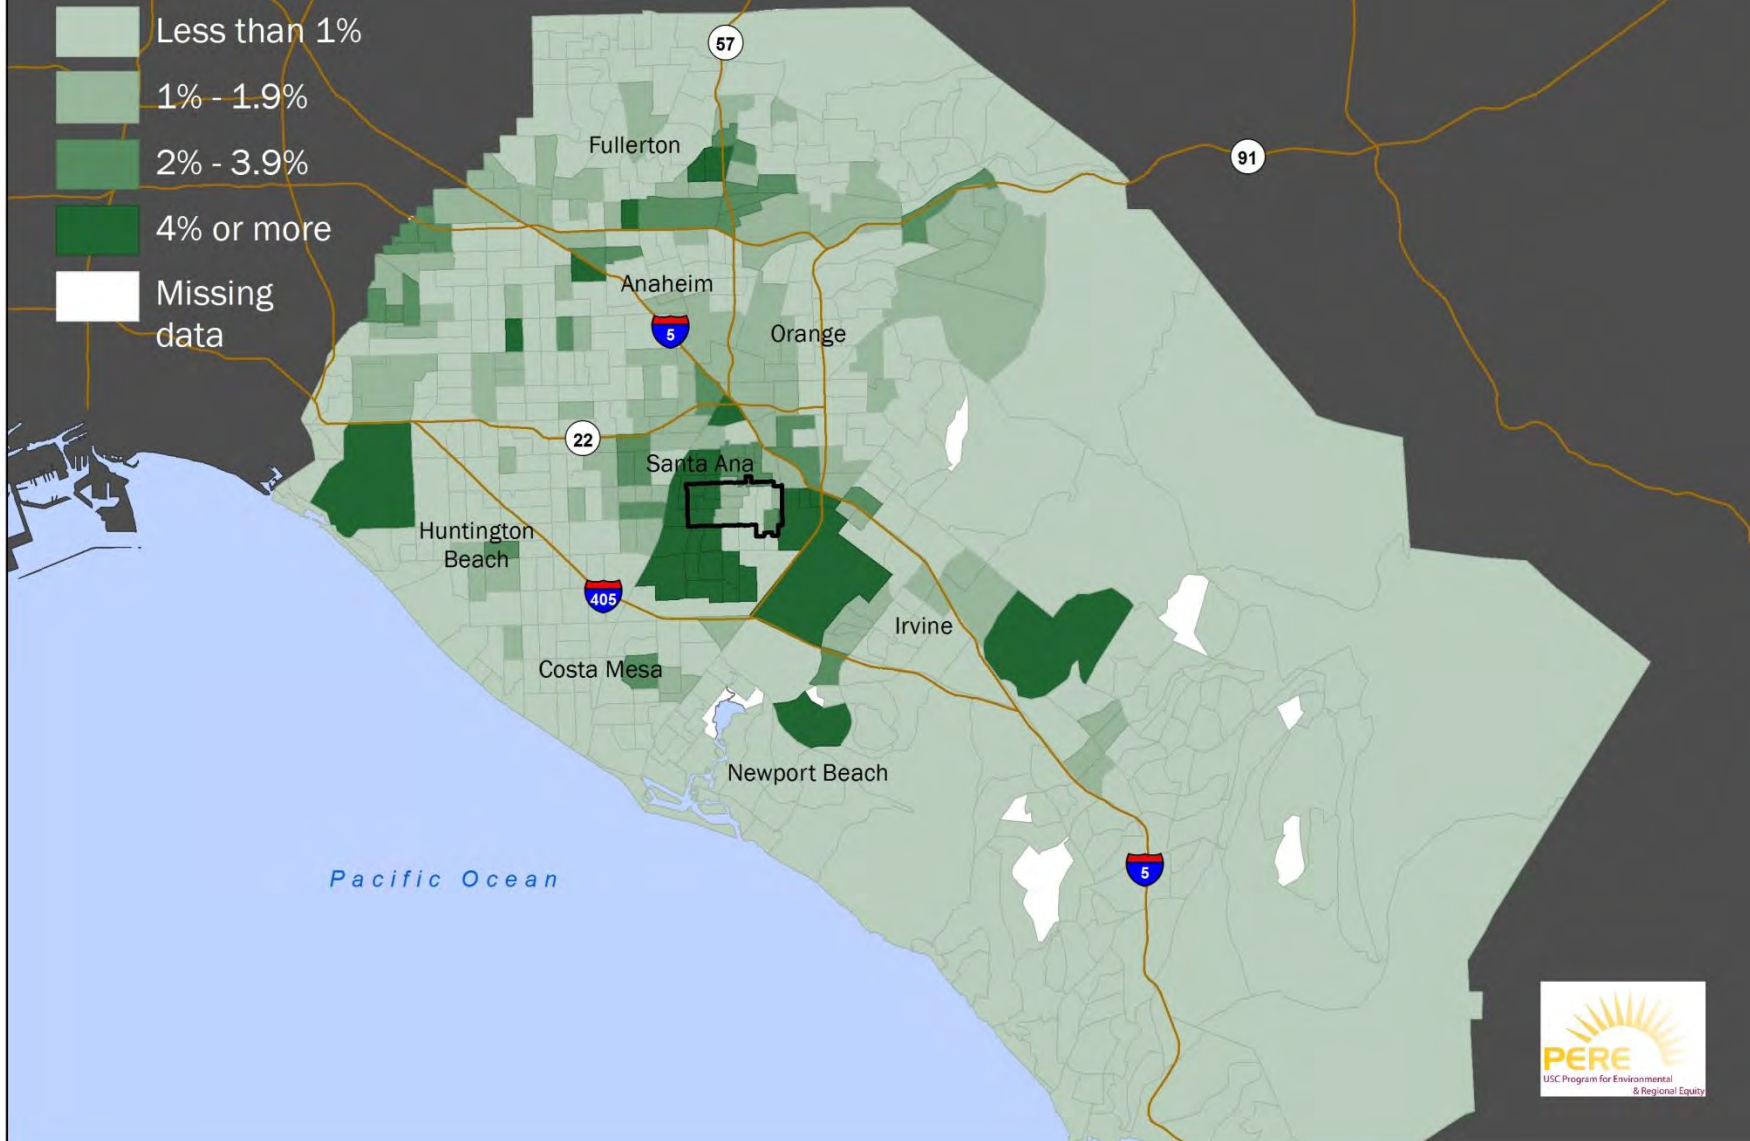 Less than 1%
1% - 1.9%
2% - 3.9%
4% or more
Missing
data
57
Fullerton
91
Anaheim
5
Orange
22
Santa Ana
Huntington
Beach
405
Irvine
Costa Mesa
Newport Beach
Pacific Ocean
5
PERE
USC Program for Environmental
& Regional Equity